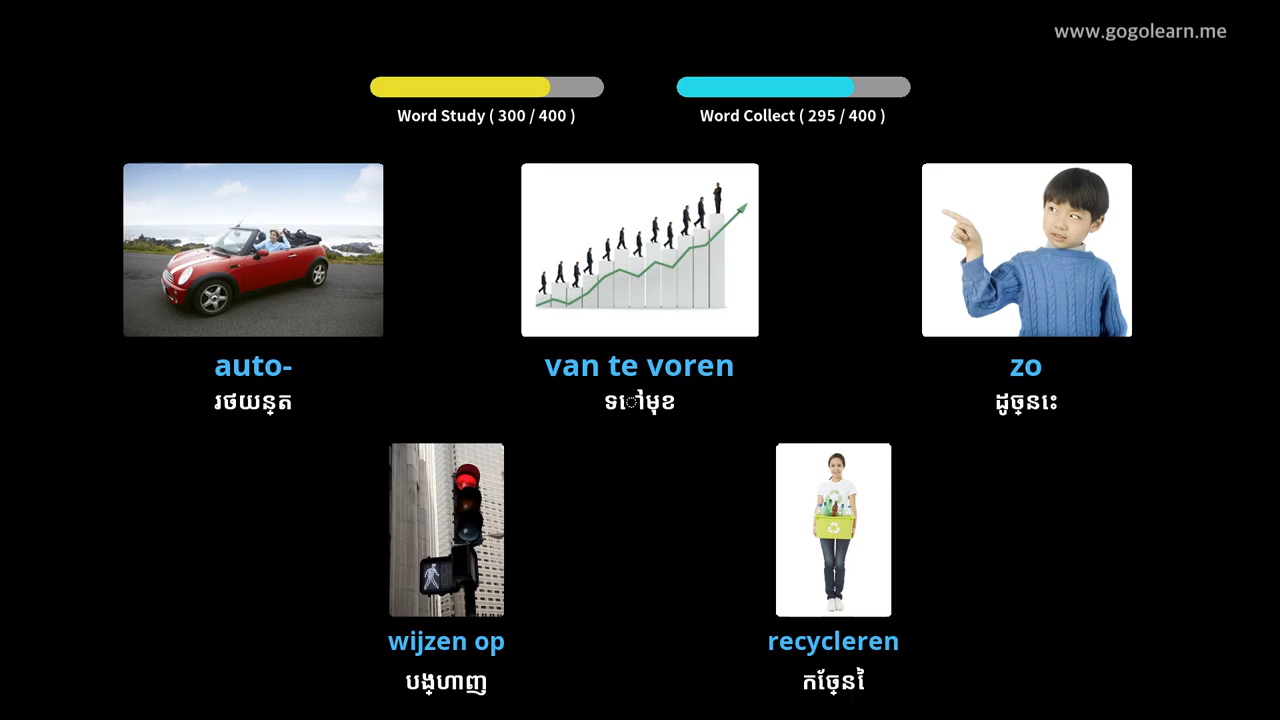 www.gogolearn.me
Word Study ( 300 / 400 )
Word Collect ( 295 / 400 )
auto-
van te voren
zo
រថយន្ត
ទៅមុខ
ដូច្នេះ
wijzen op
recycleren
បង្ហាញ
កច្នៃ